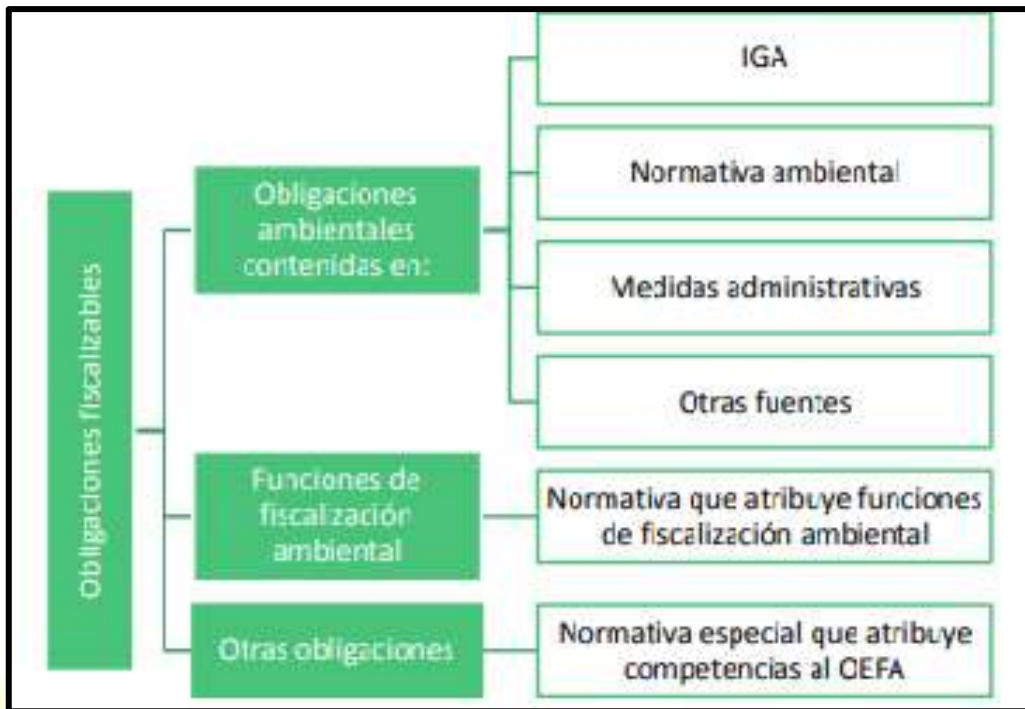 Obligaciones fiscalizables
Obligaciones
ambientales
contenidas en:
IGA
Normativa ambiental
Medidas administrativas
Otras fuentes
Funciones de
fiscalización
ambiental
Normativa que atribuye funciones
de fiscalización ambiental
Otras obligaciones
Normativa especial que atribuye
competencias al OEFA